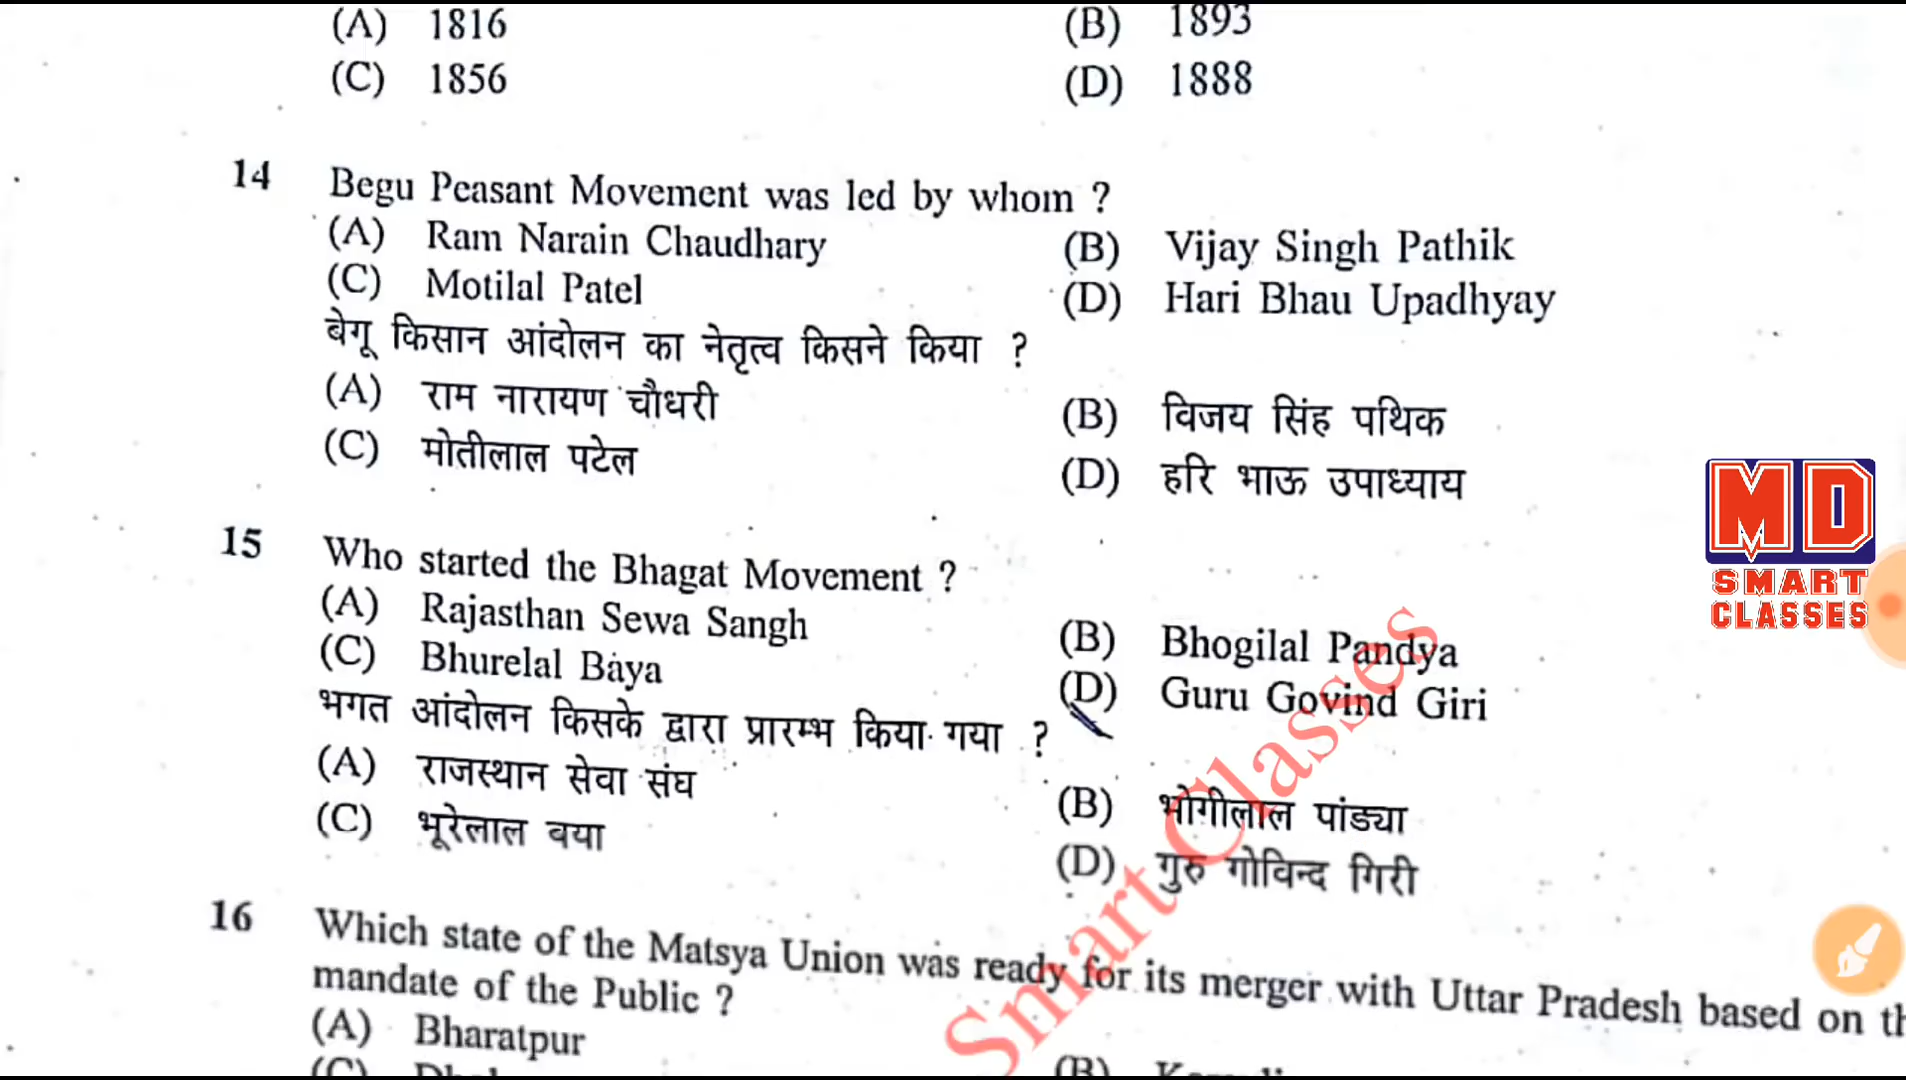 (A) 1816 (B) 1893
(C) 1856 (D) 1888
14 Begu Peasant Movement was led by whom ?
(A) Ram Narain Chaudhary (B) Vijay Singh Pathik
(C) Motilal Patel (D) Hari Bhau Upadhyay
बेगू किसान आंदोलन का नेतृत्व किसने किया ?
(A) राम नारायण चौधरी (B) विजय सिंह पथिक
(C) मोतीलाल पटेल (D) हरि भाऊ उपाध्याय
15 Who started the Bhagat Movement ?
(A) Rajasthan Sewa Sangh (B) Bhogilal Pandya
(C) Bhurelal Baya (D) Guru Govind Giri
भगत आंदोलन किसके द्वारा प्रारम्भ किया गया ?
(A) राजस्थान सेवा संघ (B) भोगीलाल पांड्या
(C) भूरेलाल बया (D) गुरु गोविन्द गिरी
16 Which state of the Matsya Union was ready for its merger with Uttar Pradesh based on
mandate of the Public ?
(A) Bharatpur
(C) (B)
MD
SMART
CLASSES
Smart Classes